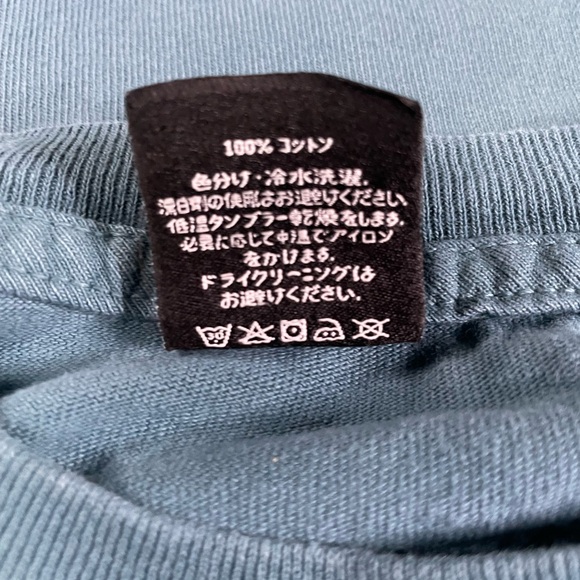 100% コットン
色分け・冷水洗濯.
漂白剤の使用はお避けください.
低温タンブラー乾燥をします.
必要に応じて中温でアイロン
をかけます.
ドライクリーニングは
お避けください.
30